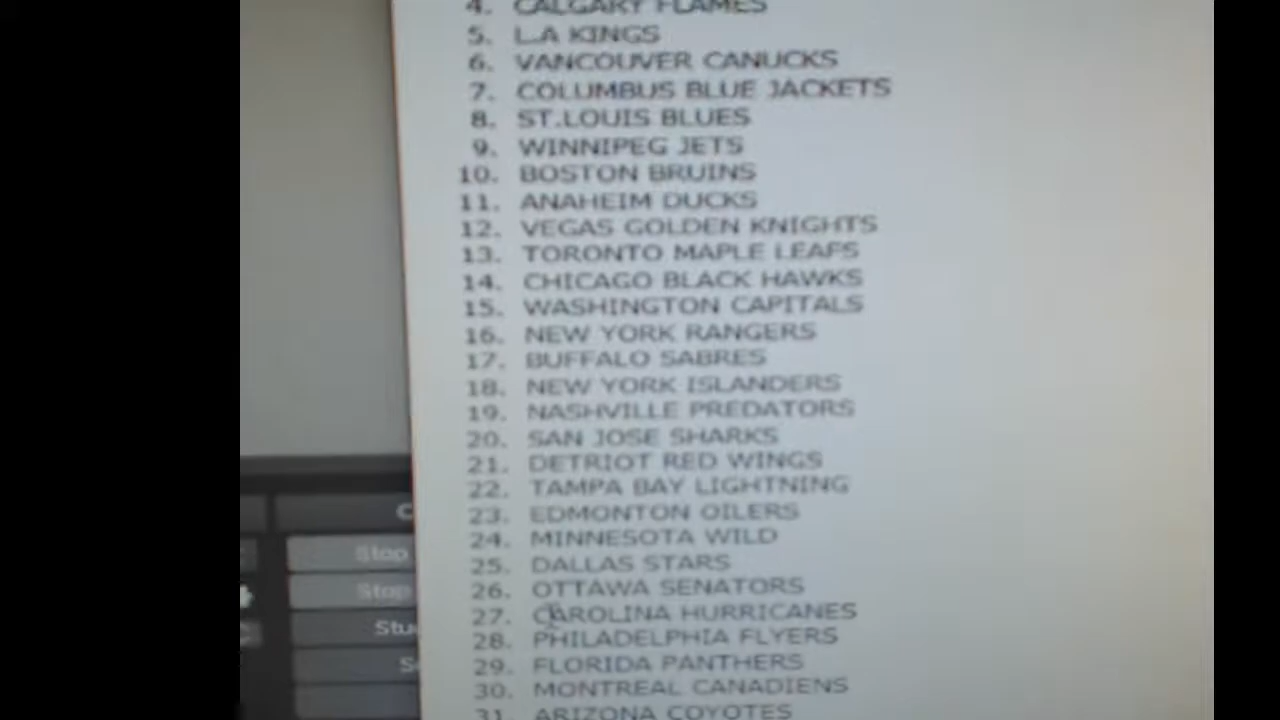 4. CALGARY FLAMES
5. L.A KINGS
6. VANCOUVER CANUCKS
7. COLUMBUS BLUE JACKETS
8. ST.LOUIS BLUES
9. WINNIPEG JETS
10. BOSTON BRUINS
11. ANAHEIM DUCKS
12. VEGAS GOLDEN KNIGHTS
13. TORONTO MAPLE LEAFS
14. CHICAGO BLACK HAWKS
15. WASHINGTON CAPITALS
16. NEW YORK RANGERS
17. BUFFALO SABRES
18. NEW YORK ISLANDERS
19. NASHVILLE PREDATORS
20. SAN JOSE SHARKS
21. DETRIOT RED WINGS
22. TAMPA BAY LIGHTNING
23. EDMONTON OILERS
24. MINNESOTA WILD
25. DALLAS STARS
26. OTTAWA SENATORS
27. CAROLINA HURRICANES
28. PHILADELPHIA FLYERS
29. FLORIDA PANTHERS
30. MONTREAL CANADIENS
31. ARIZONA COYOTES
Stop
Stop